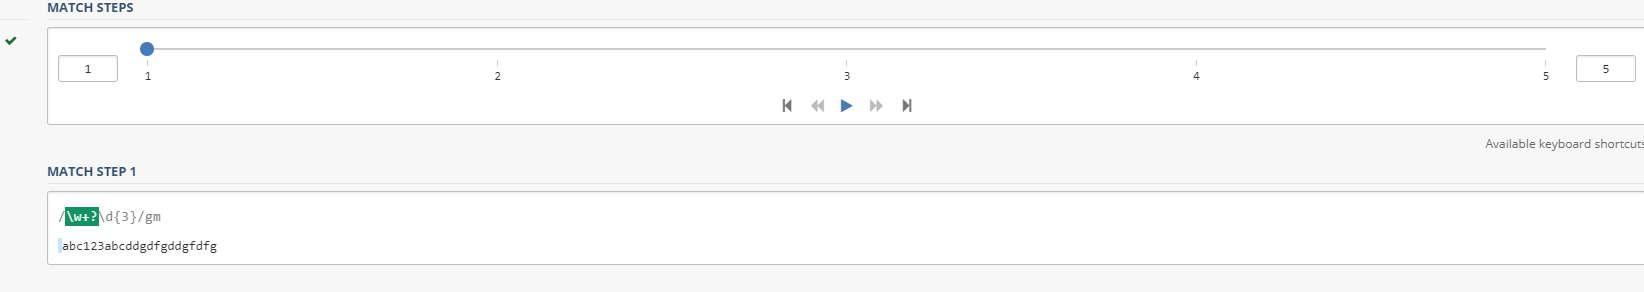 MATCH STEPS
1
1 2 3 4 5
5
Available keyboard shortcuts
MATCH STEP 1
/\w+?\d{3}/gm
abc123abcddgdfgddgfdfg